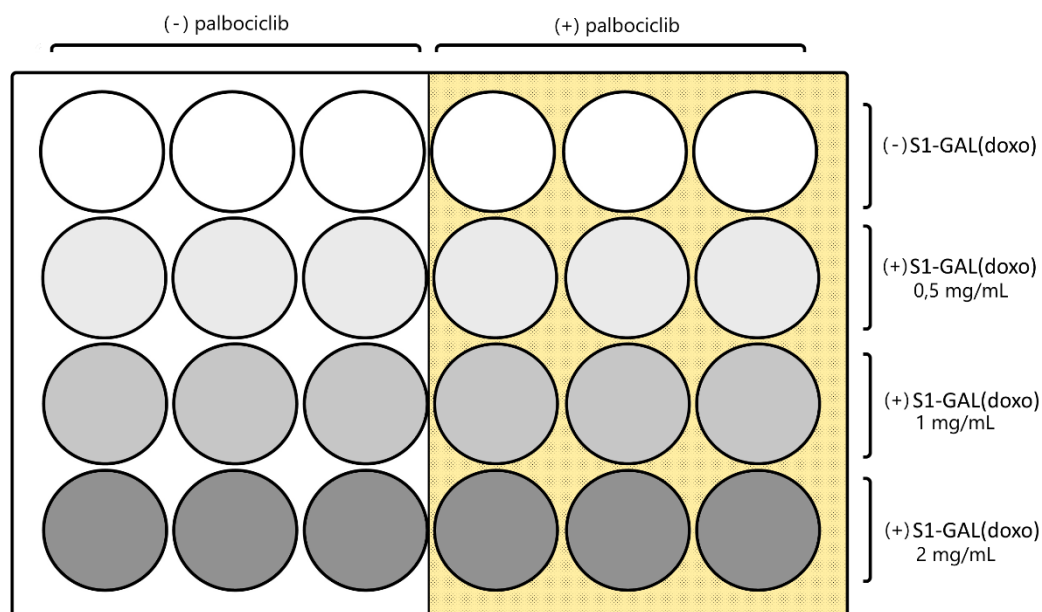 (-) palbociclib
(+) palbociclib
(-) S1-GAL(doxo)
(+) S1-GAL(doxo)
0,5 mg/mL
(+) S1-GAL(doxo)
1 mg/mL
(+) S1-GAL(doxo)
2 mg/mL